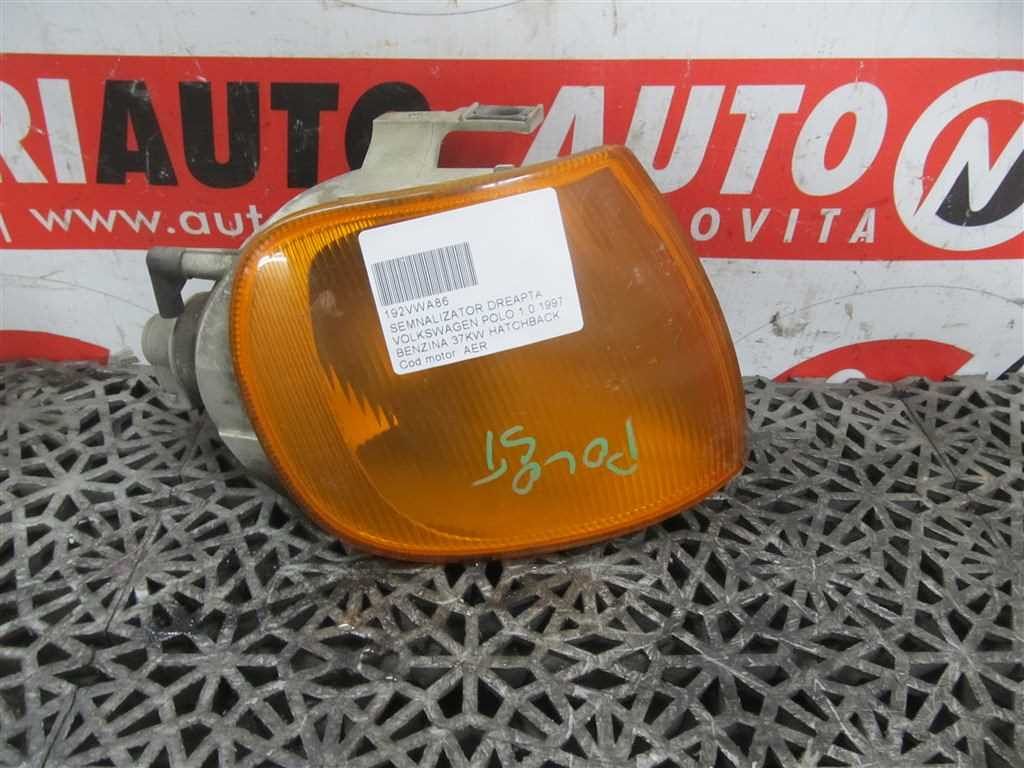 RIAUTO AUTO
www.aut OVITA
N
192VWA86
SEMNALIZATOR DREAPTA
VOLKSWAGEN POLO 1.0 1997
BENZINA 37KW HATCHBACK
Cod motor AER
POLO ST